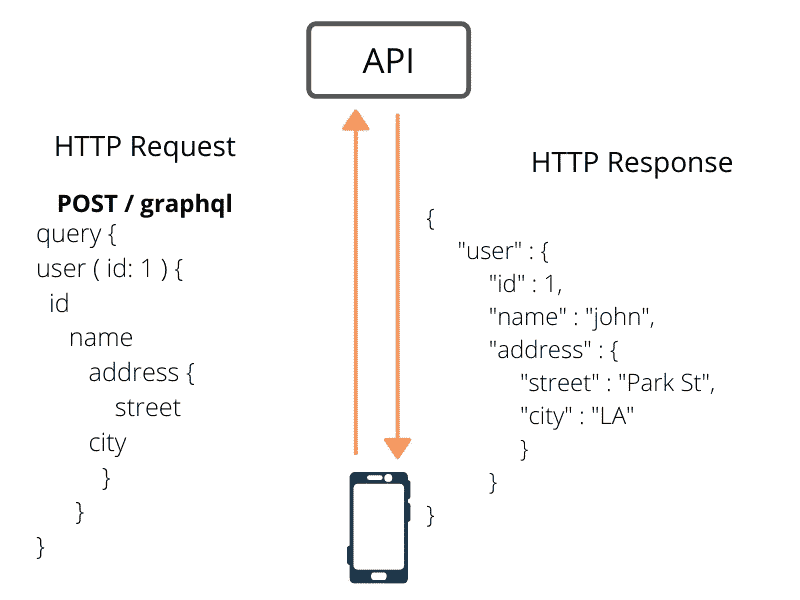 API
HTTP Request
POST / graphql
query {
user ( id: 1 ) {
id
name
address {
street
city
}
}
}
HTTP Response
{
"user" : {
"id" : 1,
"name" : "john",
"address" : {
"street" : "Park St",
"city" : "LA"
}
}
}